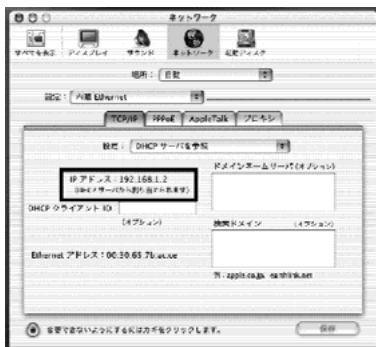 ネットワーク
すべてを表示 ディスプレイ サウンド ネットワーク 起動ディスク
場所： 自動
設定： 内蔵 Ethernet
TCP/IP PPPoE AppleTalk プロキシ
設定： DHCP サーバを参照
ドメインネームサーバ (オプション)
IP アドレス：192.168.1.2
(DHCP サーバから割り当てられます)
DHCP クライアント ID
(オプション)
検索ドメイン (オプション)
Ethernet アドレス：00:30:65:7b:ac:ce
例：apple.co.jp, earthlink.net
変更できないようにするにはカギをクリックします。
保存